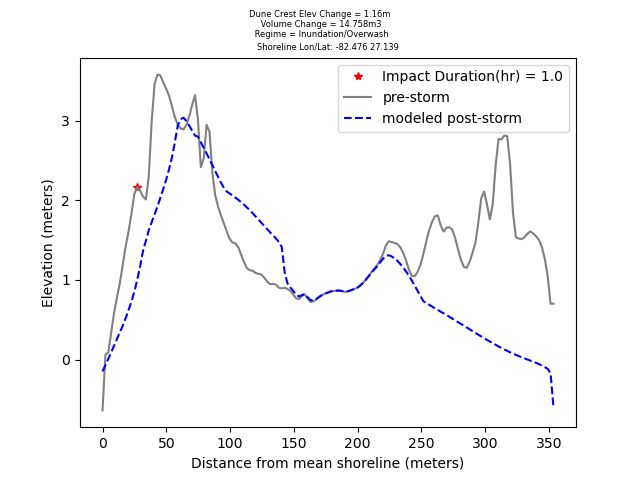 Dune Crest Elev Change = 1.16m
Volume Change = 14.758m3
Regime = Inundation/Overwash
Shoreline Lon/Lat: -82.476 27.139
Impact Duration(hr) = 1.0
pre-storm
modeled post-storm
Elevation (meters)
3
2
1
0
0 50 100 150 200 250 300 350
Distance from mean shoreline (meters)